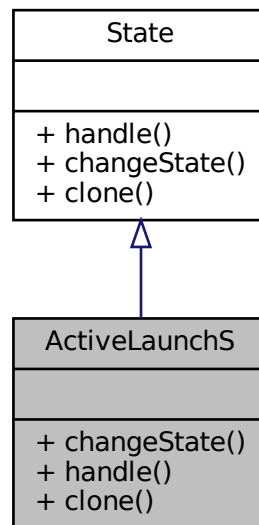 State
+ handle()
+ changeState()
+ clone()
ActiveLaunchS
+ changeState()
+ handle()
+ clone()